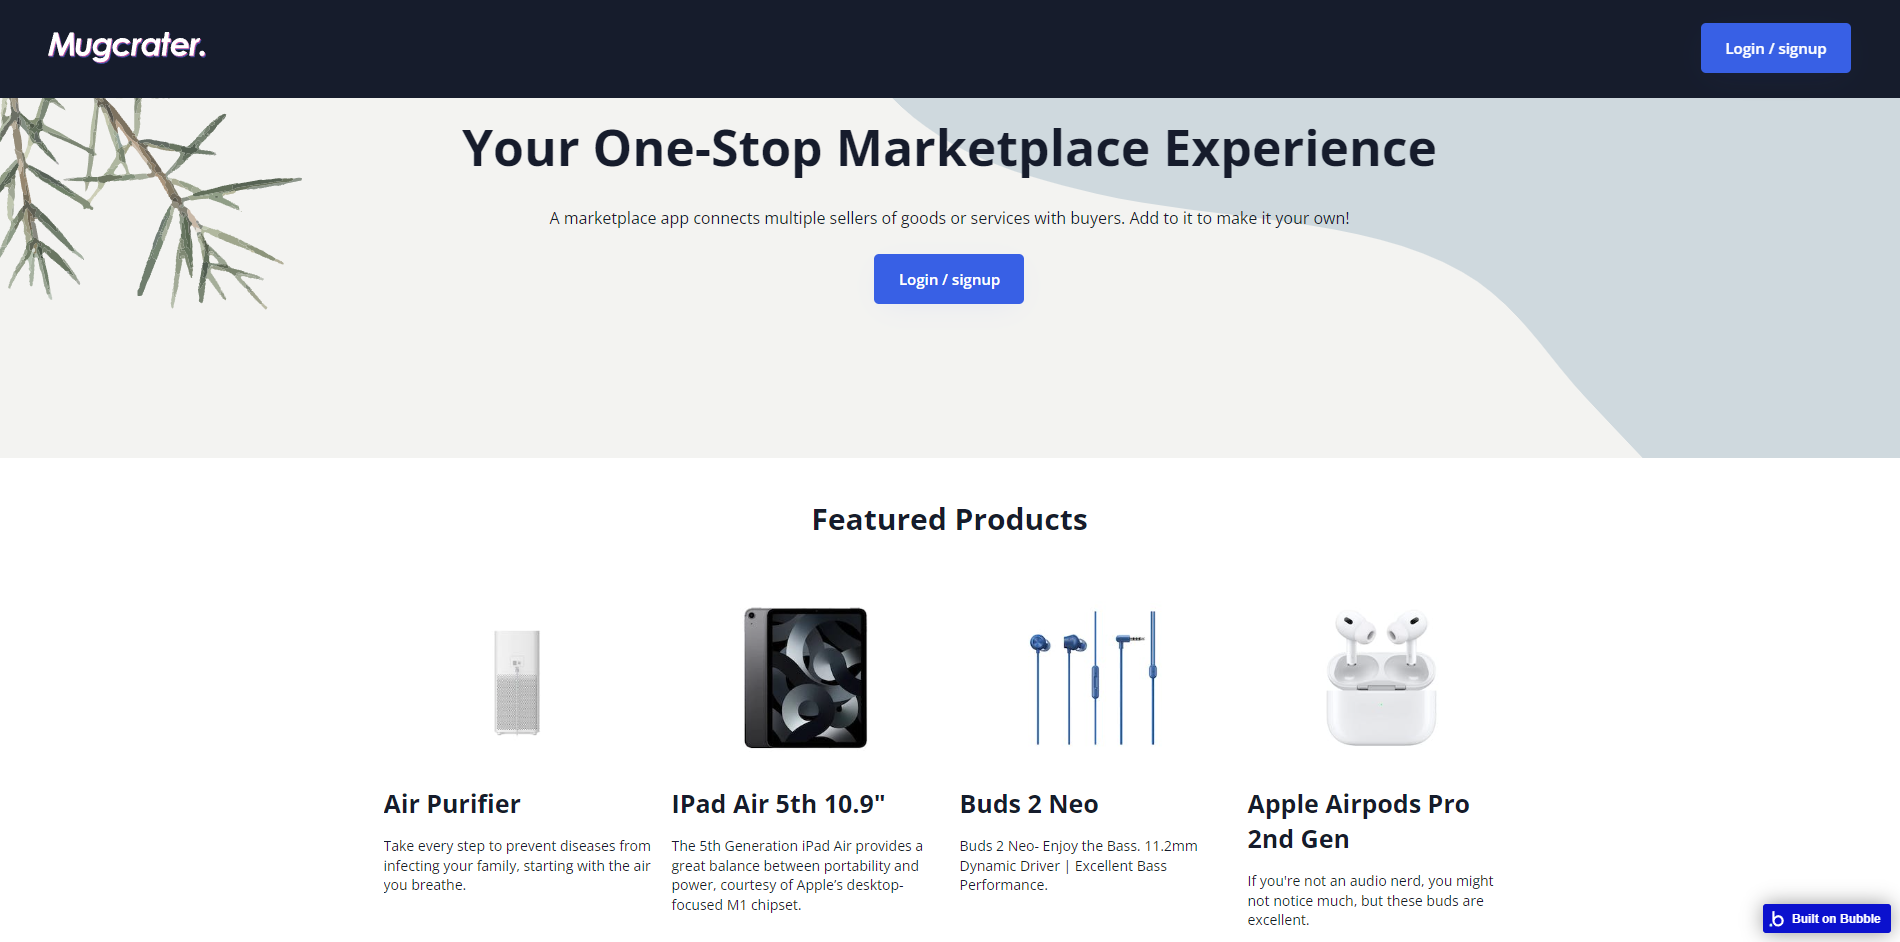 Mugcrater.
Login / signup
Your One-Stop Marketplace Experience
A marketplace app connects multiple sellers of goods or services with buyers. Add to it to make it your own!
Login / signup
Featured Products
Air Purifier
Take every step to prevent diseases from
infecting your family, starting with the air
you breathe.
IPad Air 5th 10.9"
The 5th Generation iPad Air provides a
great balance between portability and
power, courtesy of Apple’s desktop-
focused M1 chipset.
Buds 2 Neo
Buds 2 Neo- Enjoy the Bass. 11.2mm
Dynamic Driver | Excellent Bass
Performance.
Apple Airpods Pro
2nd Gen
If you're not an audio nerd, you might
not notice much, but these buds are
excellent.
Built on Bubble